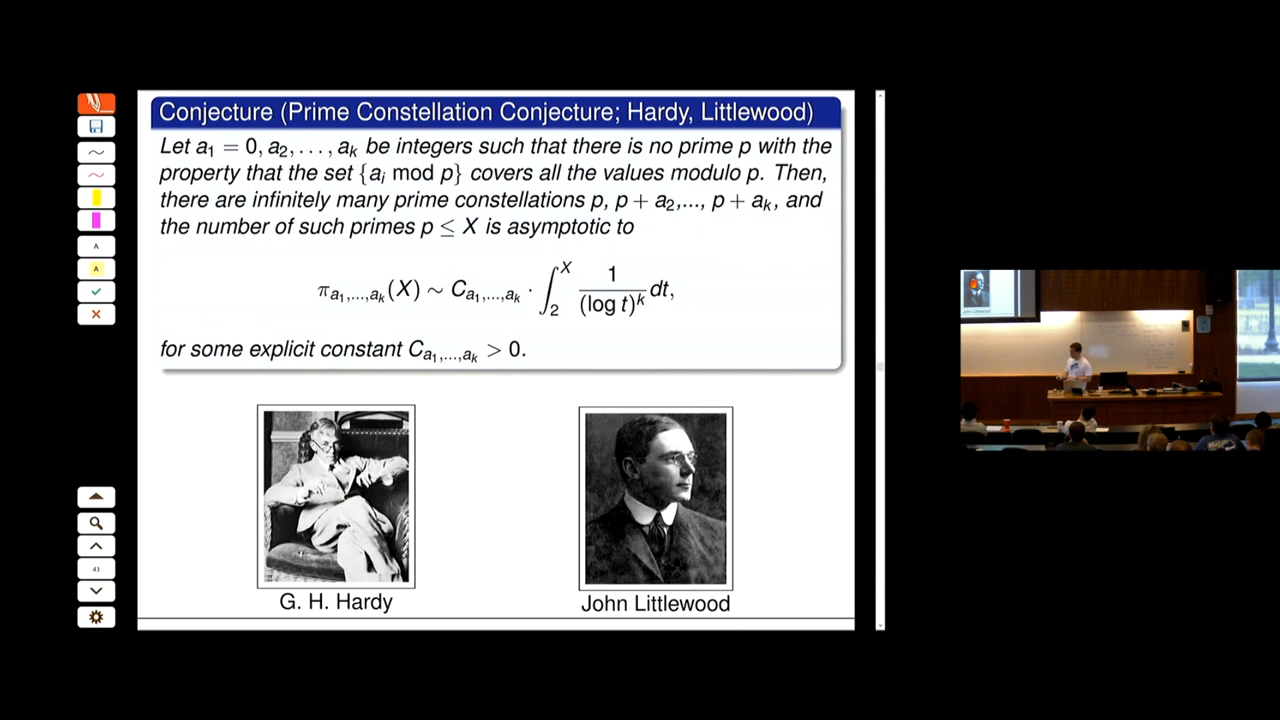 Conjecture (Prime Constellation Conjecture; Hardy, Littlewood)
Let a₁ = 0, a₂, . . . , aₖ be integers such that there is no prime p with the
property that the set {aᵢ mod p} covers all the values modulo p. Then,
there are infinitely many prime constellations p, p + a₂,..., p + aₖ, and
the number of such primes p ≤ X is asymptotic to
π_{a₁,...,aₖ}(X) ∼ C_{a₁,...,aₖ} · ∫₂^X 1/(log t)^k dt,
for some explicit constant C_{a₁,...,aₖ} > 0.
G. H. Hardy
John Littlewood
A
A
43
John Littlewood